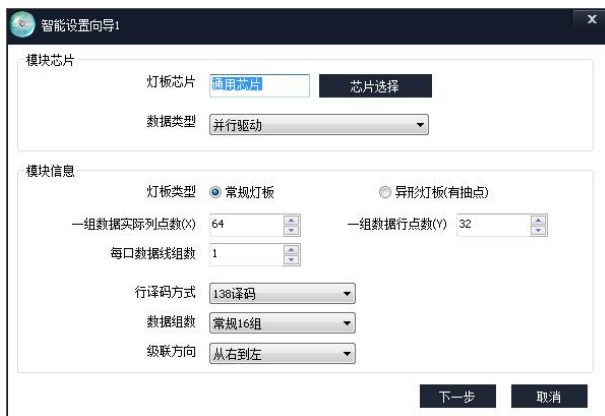 智能设置向导1
x
模块芯片
灯板芯片 通用芯片 芯片选择
数据类型 并行驱动
模块信息
灯板类型 常规灯板 异形灯板(有抽点)
一组数据实际列点数(X) 64 一组数据行点数(Y) 32
每口数据线组数 1
行译码方式 138译码
数据组数 常规16组
级联方向 从右到左
下一步 取消